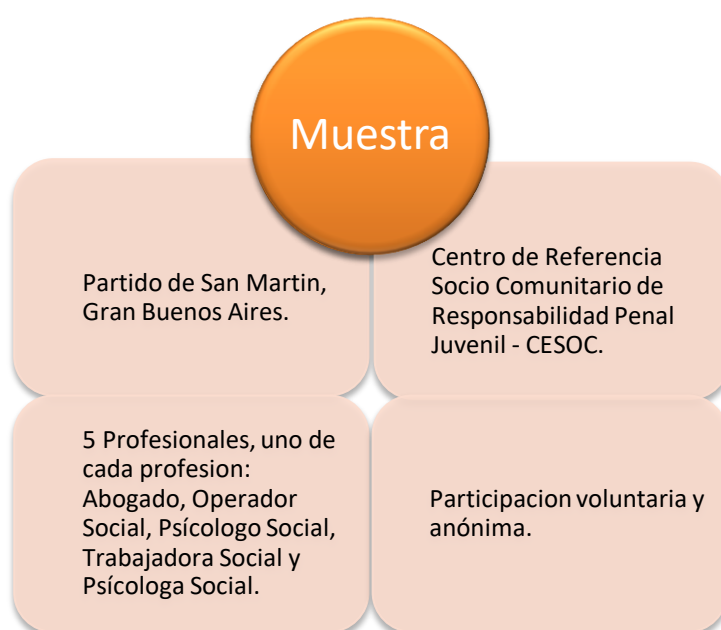 Muestra
Partido de San Martin,
Gran Buenos Aires.
Centro de Referencia
Socio Comunitario de
Responsabilidad Penal
Juvenil - CESOC.
5 Profesionales, uno de
cada profesion:
Abogado, Operador
Social, Psícologo Social,
Trabajadora Social y
Psícologa Social.
Participacion voluntaria y
anónima.